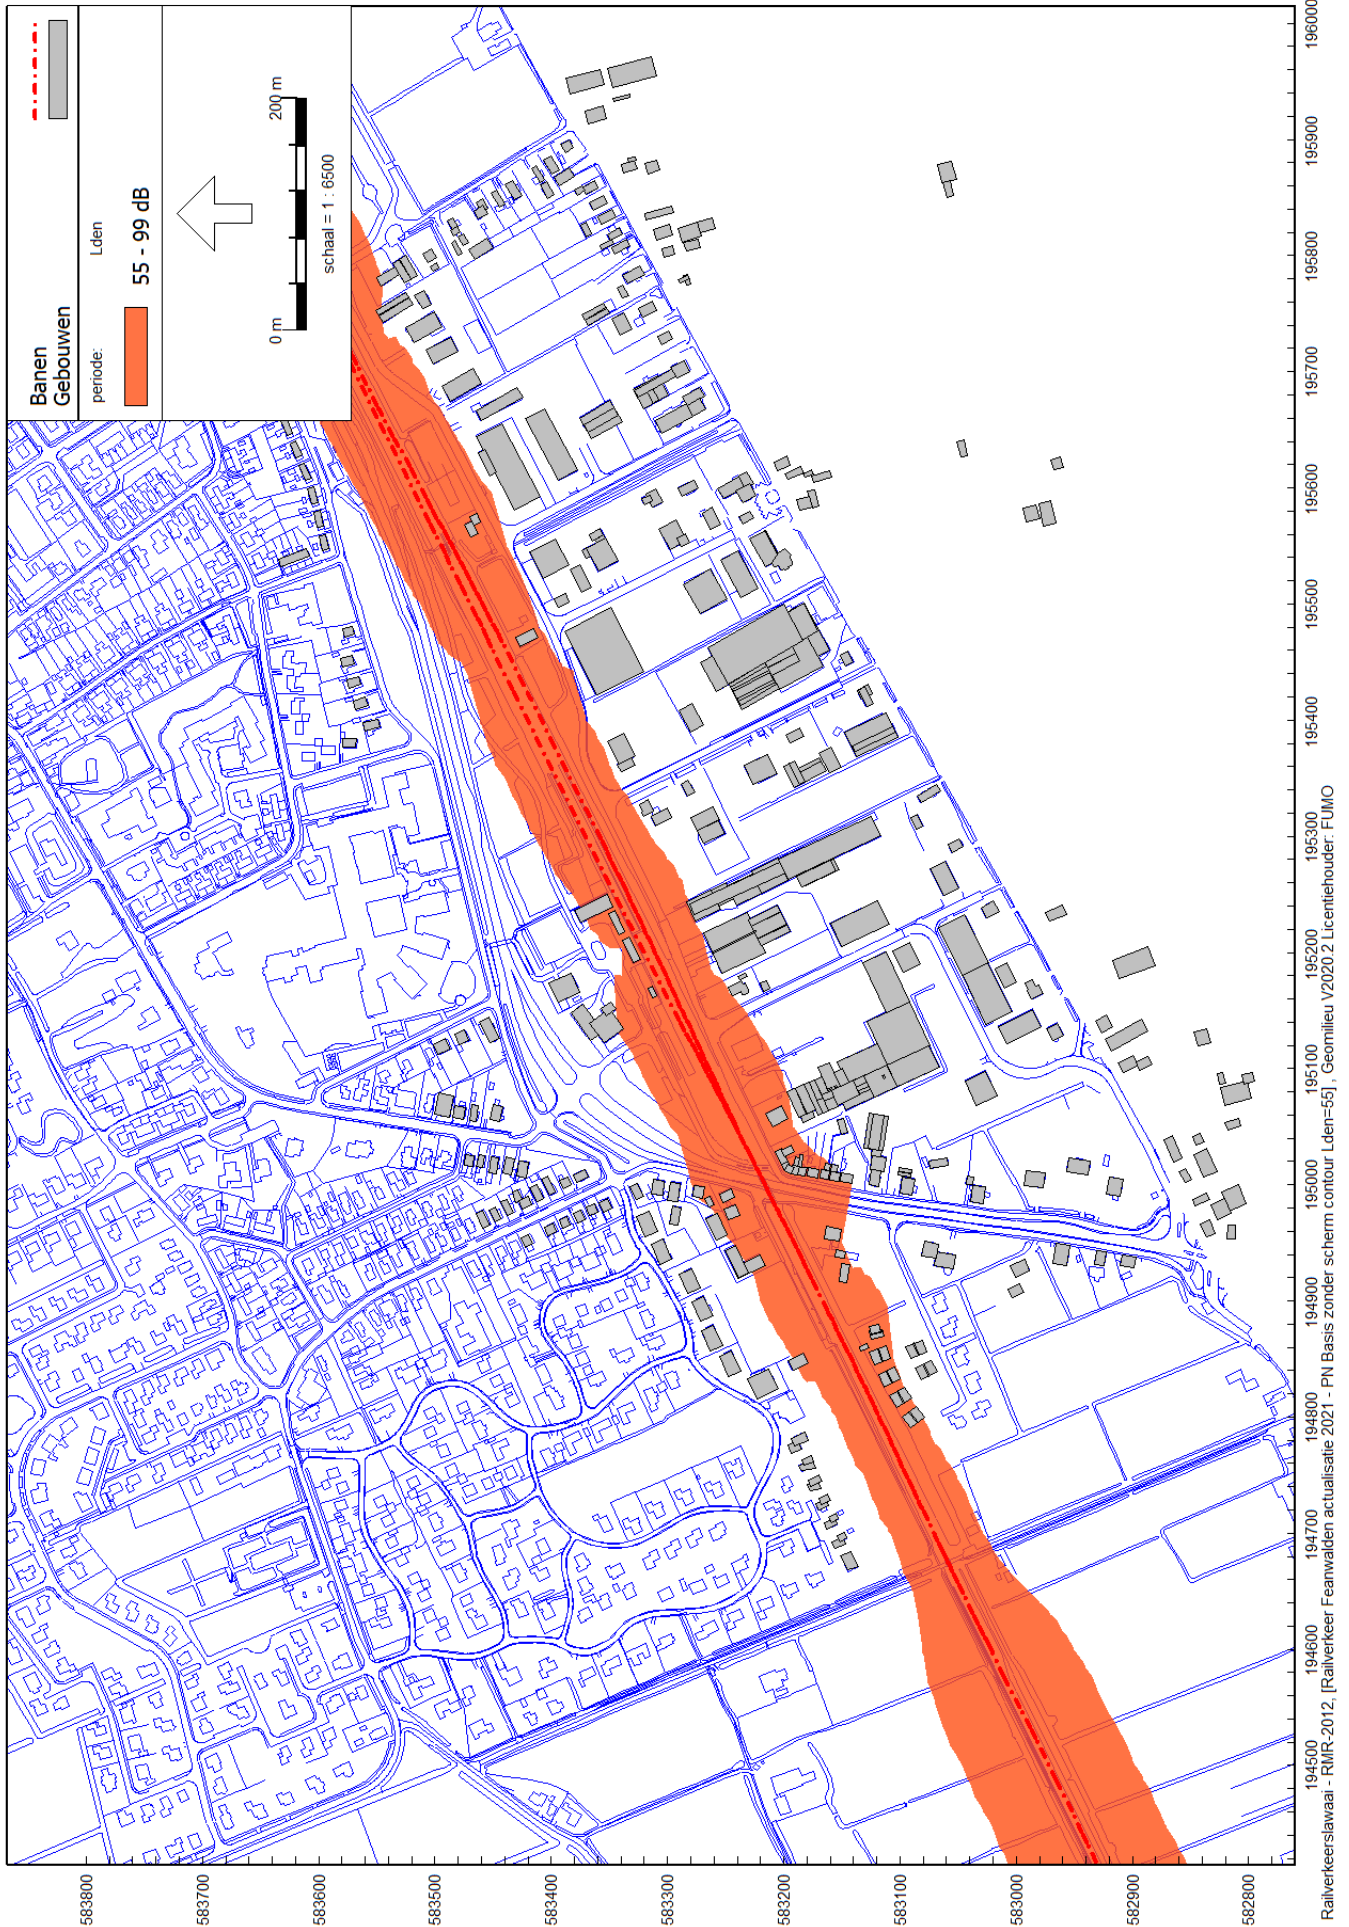 Banen
Gebouwen
periode: Lden
55 - 99 dB
0 m 200 m
schaal = 1 : 6500
583800
583700
583600
583500
583400
583300
583200
583100
583000
582900
582800
194500 194600 194700 194800 194900 195000 195100 195200 195300 195400 195500 195600 195700 195800 195900 196000
Railverkeerslawaai - RMR-2012, [Railverkeer Feanwalden actualisatie 2021 - PN Basis zonder scherm contour Lden=55] , Geomilieu V2020.2 Licentiehouder: FUMO